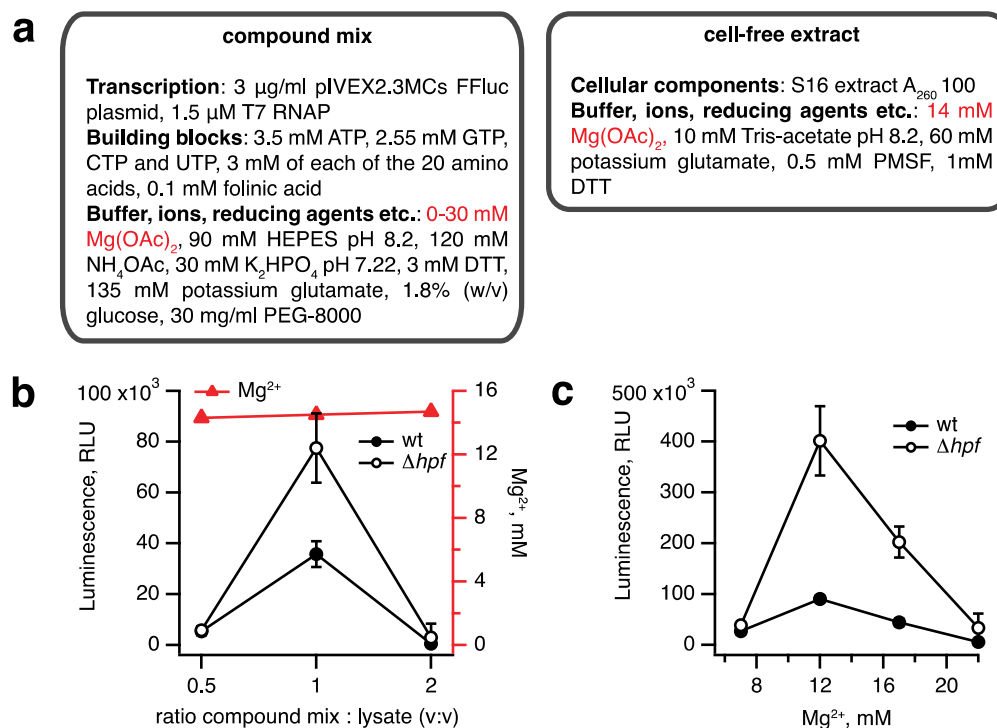 a
compound mix
Transcription: 3 µg/ml pIVEX2.3MCs FFluc
plasmid, 1.5 µM T7 RNAP
Building blocks: 3.5 mM ATP, 2.55 mM GTP,
CTP and UTP, 3 mM of each of the 20 amino
acids, 0.1 mM folinic acid
Buffer, ions, reducing agents etc.: 0-30 mM
Mg(OAc)₂, 90 mM HEPES pH 8.2, 120 mM
NH₄OAc, 30 mM K₂HPO₄ pH 7.22, 3 mM DTT,
135 mM potassium glutamate, 1.8% (w/v)
glucose, 30 mg/ml PEG-8000
cell-free extract
Cellular components: S16 extract A₂₆₀ 100
Buffer, ions, reducing agents etc.: 14 mM
Mg(OAc)₂, 10 mM Tris-acetate pH 8.2, 60 mM
potassium glutamate, 0.5 mM PMSF, 1mM
DTT
b
100 x10³
80
60
40
20
0
Luminescence, RLU
Mg²⁺
wt
Δhpf
16
12
8
4
0
Mg²⁺, mM
0.5
1
2
ratio compound mix : lysate (v:v)
c
500 x10³
400
300
200
100
0
Luminescence, RLU
wt
Δhpf
8
12
16
20
Mg²⁺, mM